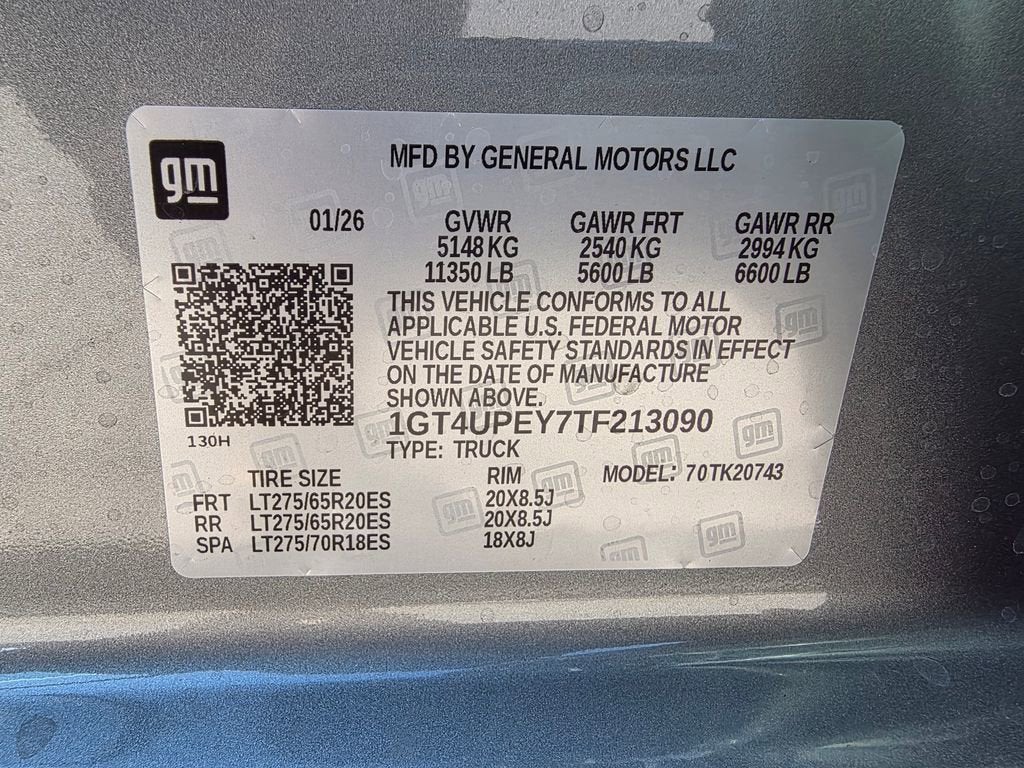 gm
MFD BY GENERAL MOTORS LLC
01/26 GVWR GAWR FRT GAWR RR
5148 KG 2540 KG 2994 KG
11350 LB 5600 LB 6600 LB
THIS VEHICLE CONFORMS TO ALL
APPLICABLE U.S. FEDERAL MOTOR
VEHICLE SAFETY STANDARDS IN EFFECT
ON THE DATE OF MANUFACTURE
SHOWN ABOVE.
1GT4UPEY7TF213090
130H
TYPE: TRUCK
TIRE SIZE RIM MODEL: 70TK20743
FRT LT275/65R20ES 20X8.5J
RR LT275/65R20ES 20X8.5J
SPA LT275/70R18ES 18X8J